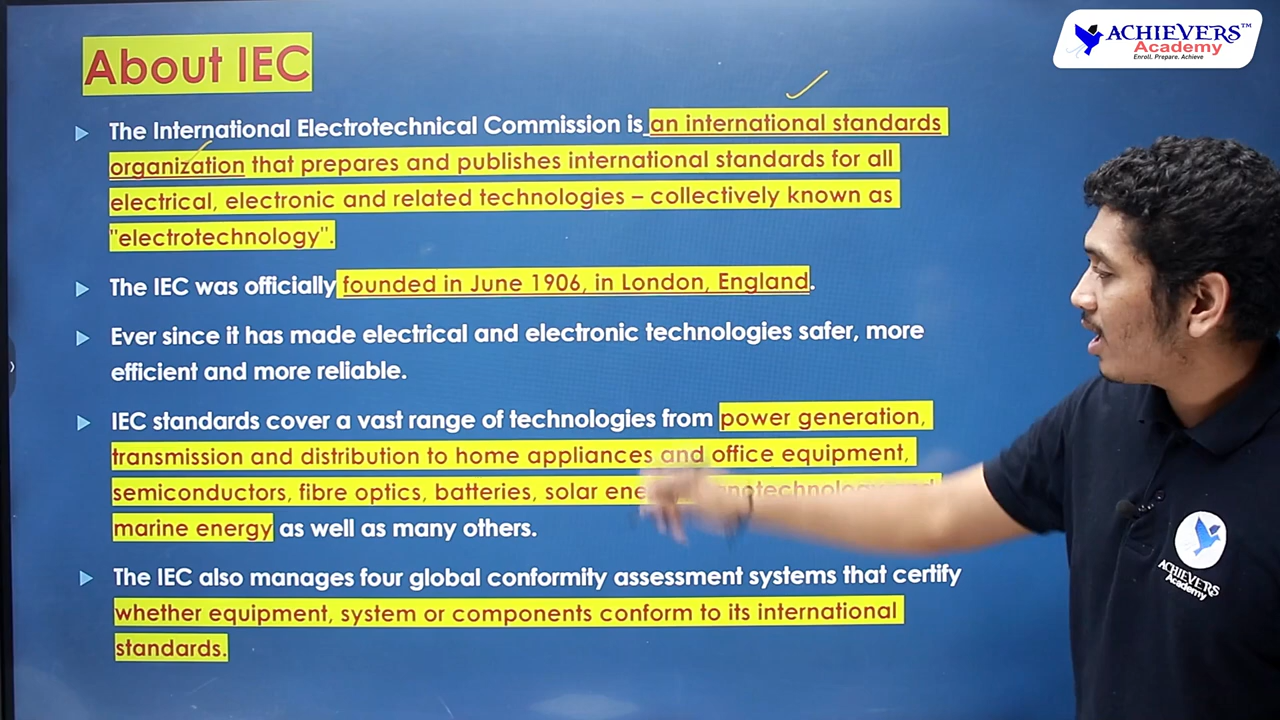 About IEC
The International Electrotechnical Commission is an international standards
organization that prepares and publishes international standards for all
electrical, electronic and related technologies – collectively known as
"electrotechnology".
The IEC was officially founded in June 1906, in London, England.
Ever since it has made electrical and electronic technologies safer, more
efficient and more reliable.
IEC standards cover a vast range of technologies from power generation,
transmission and distribution to home appliances and office equipment,
semiconductors, fibre optics, batteries, solar
marine energy as well as many others.
The IEC also manages four global conformity assessment systems that certify
whether equipment, system or components conform to its international
standards.
ACHIEVERS™
Academy
Enroll. Prepare. Achieve
ACHIEVERS
Academy